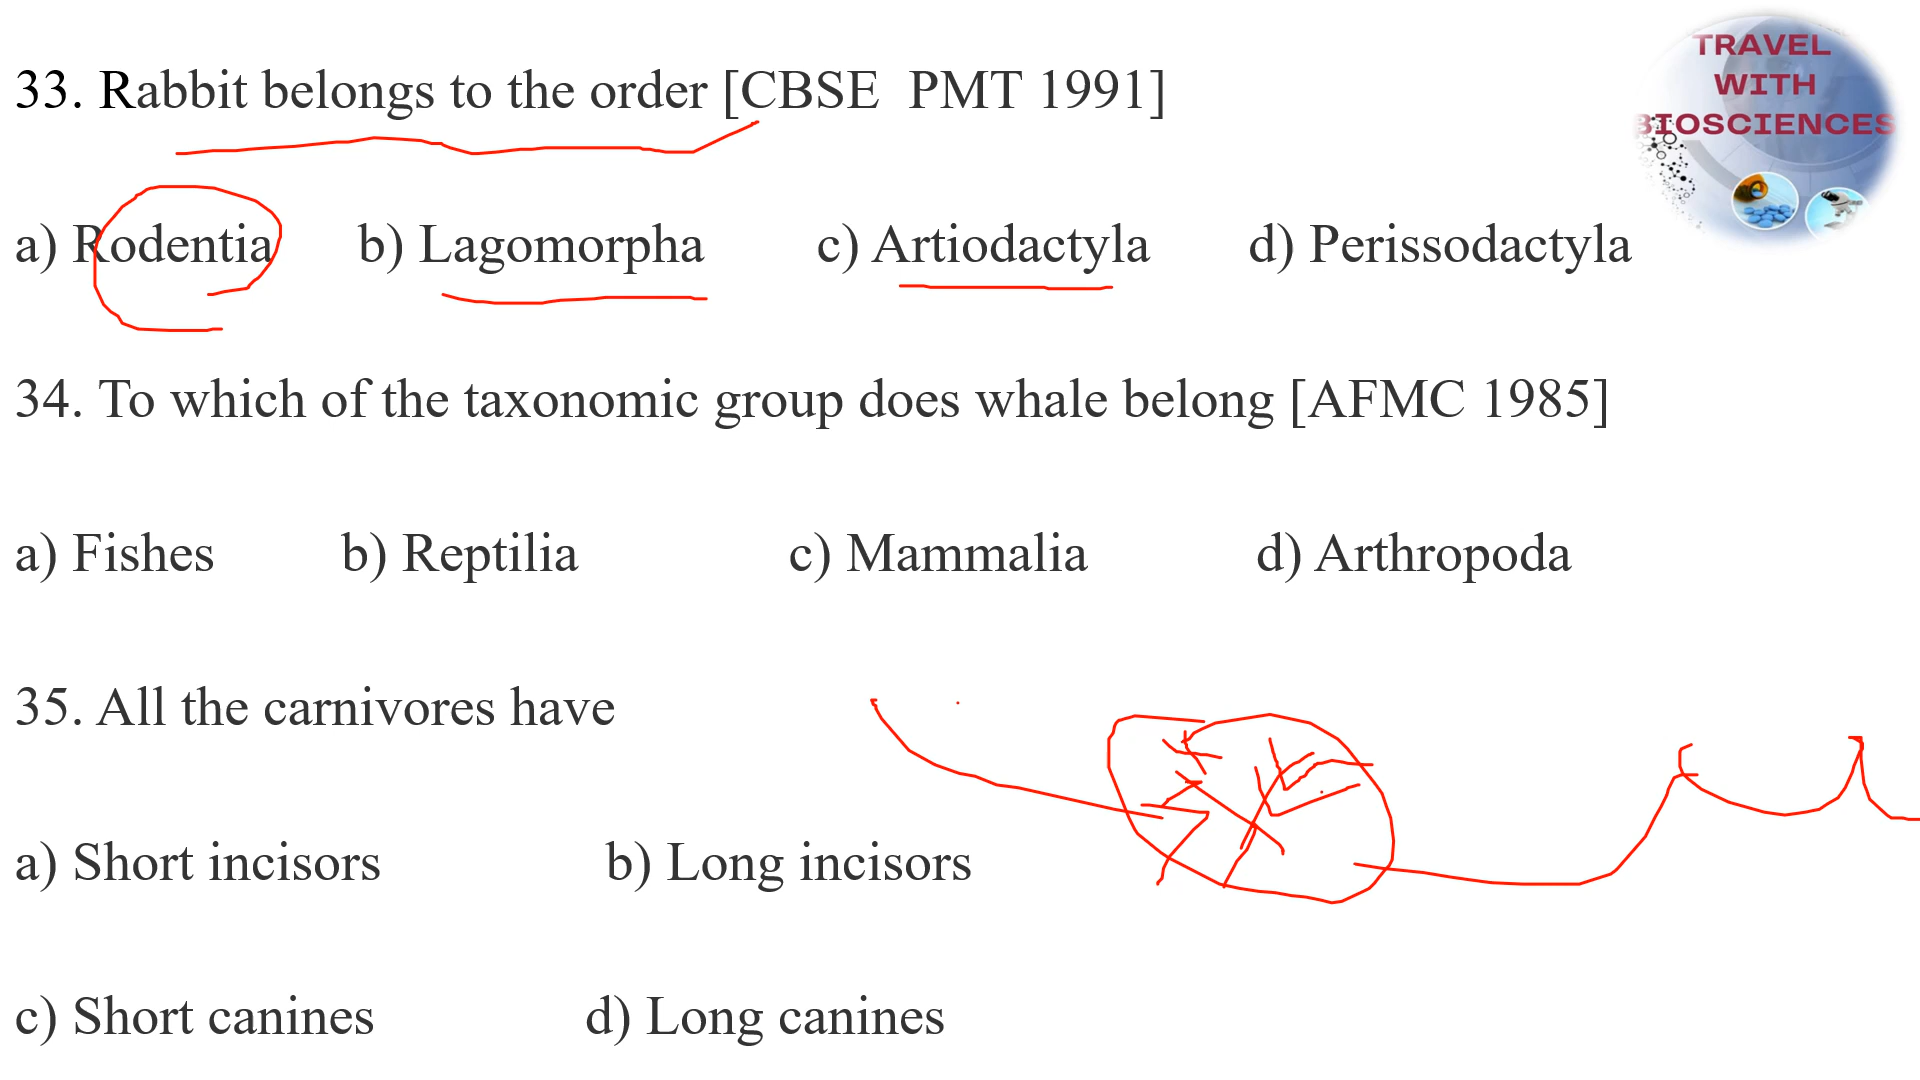 33. Rabbit belongs to the order [CBSE PMT 1991]
a) Rodentia b) Lagomorpha c) Artiodactyla d) Perissodactyla
34. To which of the taxonomic group does whale belong [AFMC 1985]
a) Fishes b) Reptilia c) Mammalia d) Arthropoda
35. All the carnivores have
a) Short incisors b) Long incisors
c) Short canines d) Long canines
TRAVEL
WITH
BIOSCIENCES